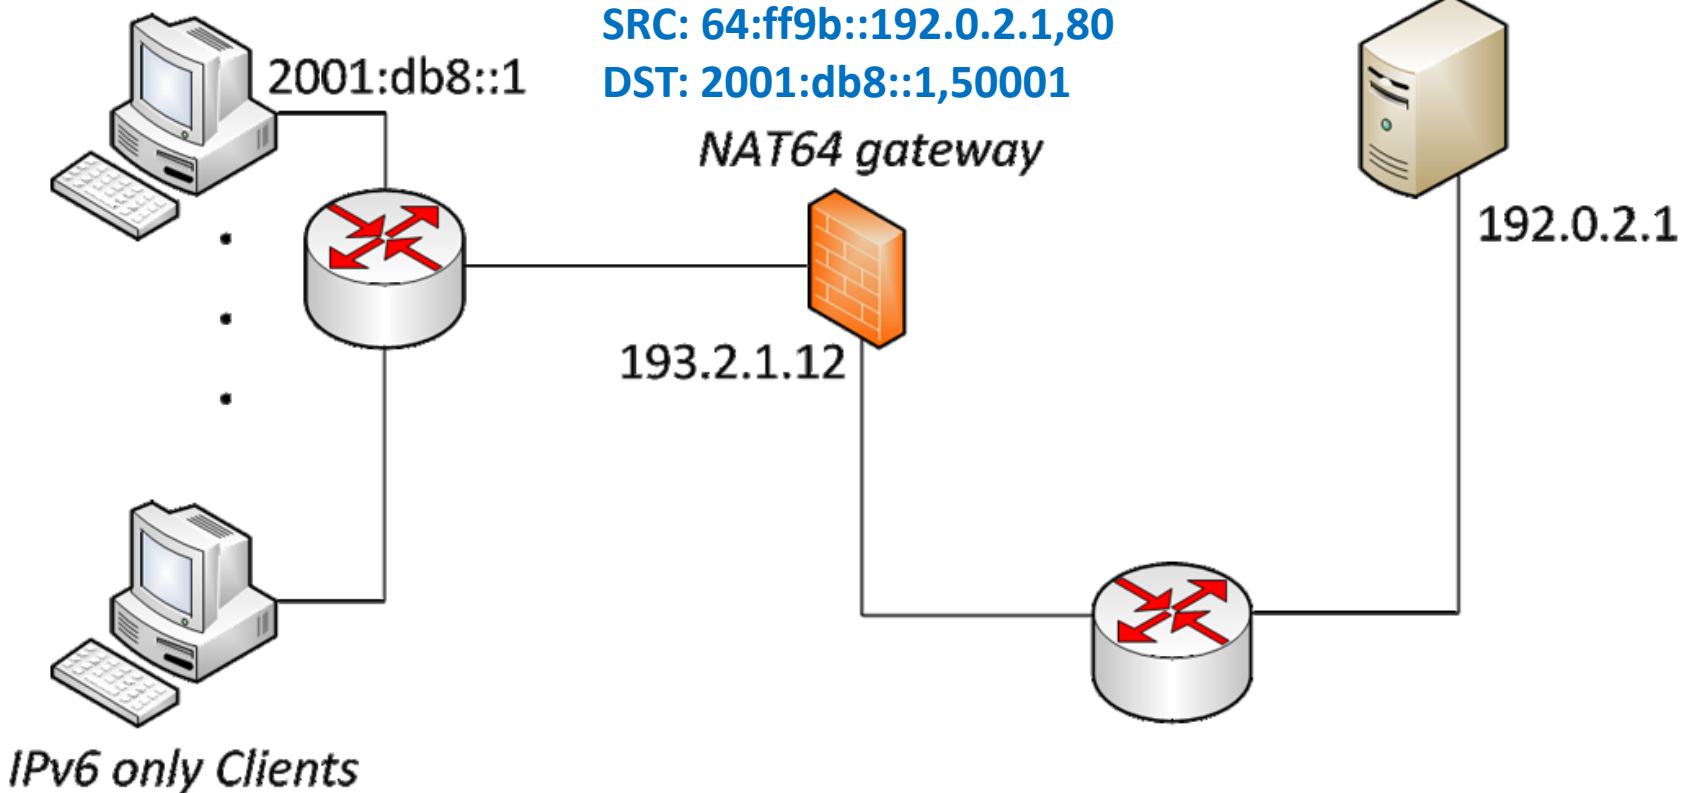 SRC: 64:ff9b::192.0.2.1,80
2001:db8::1
DST: 2001:db8::1,50001
NAT64 gateway
192.0.2.1
193.2.1.12
IPv6 only Clients